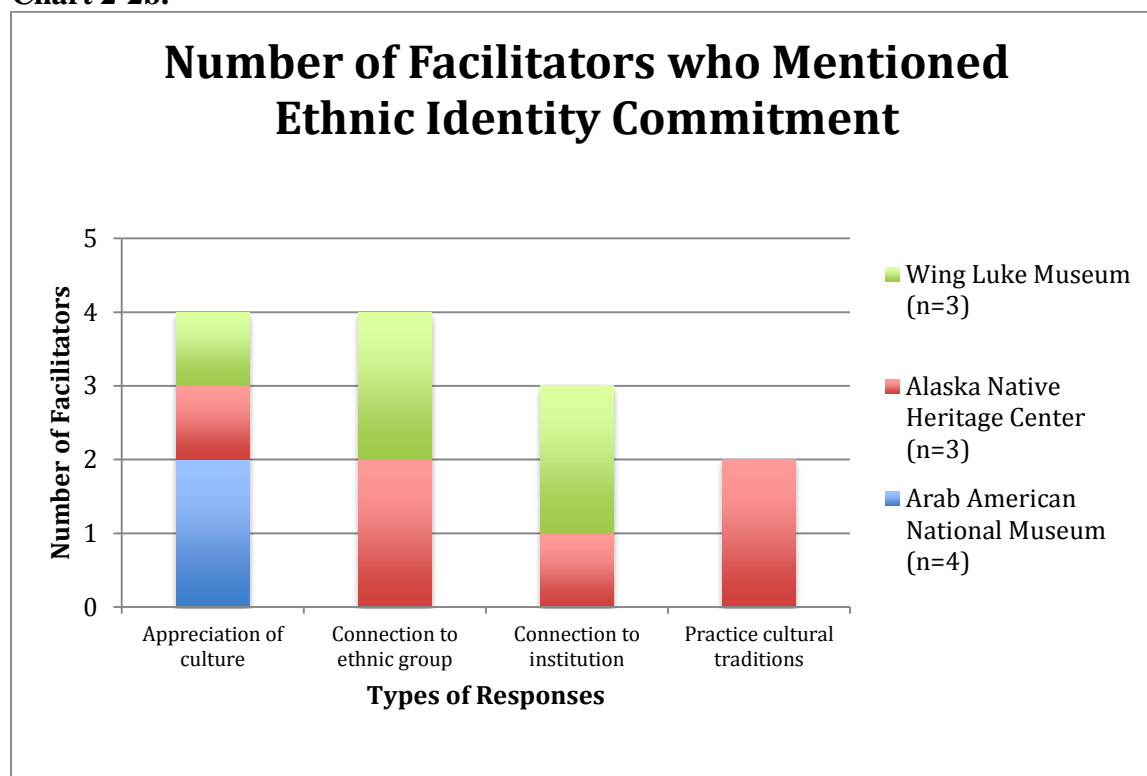 Chart 2-2b:
Number of Facilitators who Mentioned
Ethnic Identity Commitment
Number of Facilitators
5
4
3
2
1
0
Appreciation of
culture
Connection to
ethnic group
Connection to
institution
Practice cultural
traditions
Types of Responses
Wing Luke Museum
(n=3)
Alaska Native
Heritage Center
(n=3)
Arab American
National Museum
(n=4)